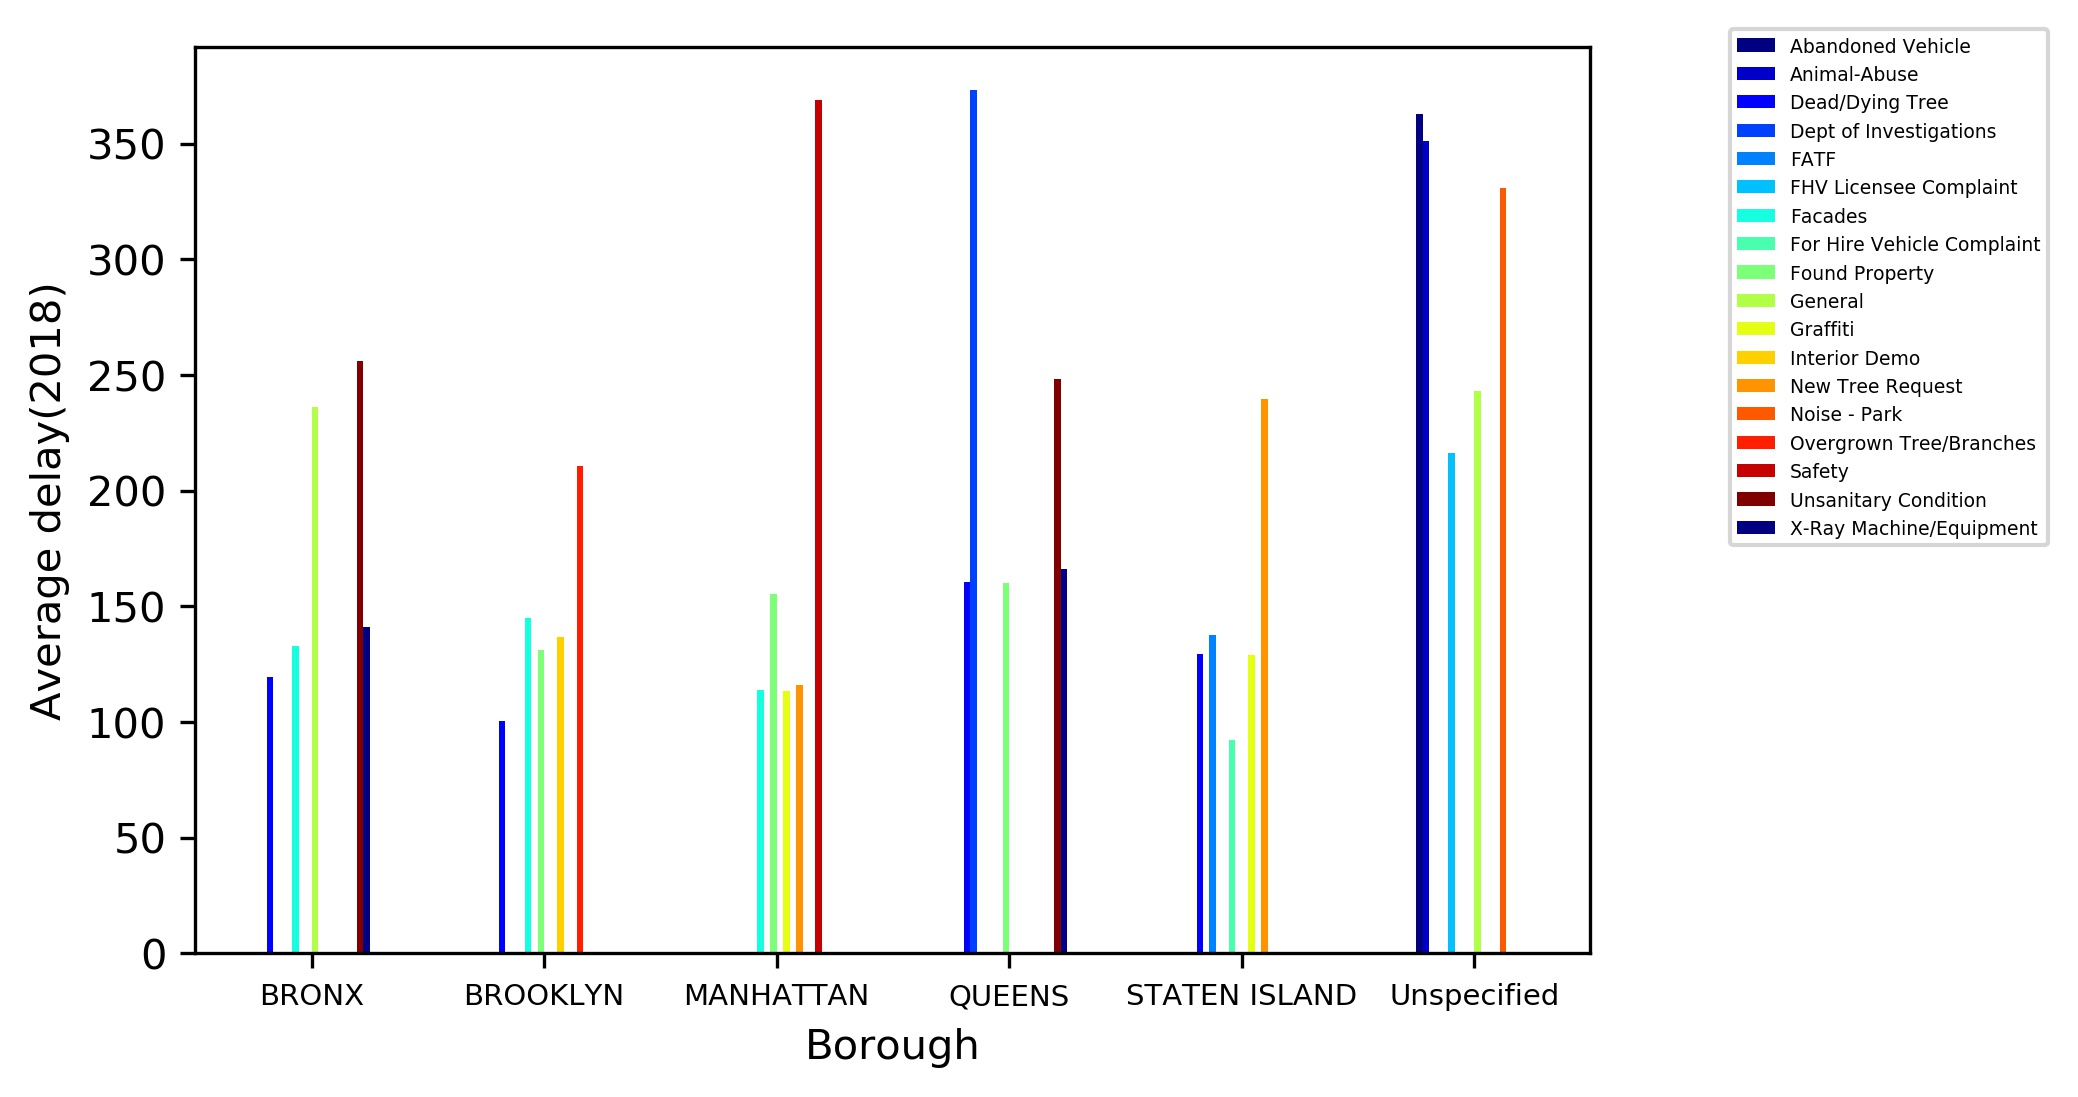 Average delay(2018)
350
300
250
200
150
100
50
0
BRONX BROOKLYN MANHATTAN QUEENS STATEN ISLAND Unspecified
Borough
Abandoned Vehicle
Animal-Abuse
Dead/Dying Tree
Dept of Investigations
FATF
FHV Licensee Complaint
Facades
For Hire Vehicle Complaint
Found Property
General
Graffiti
Interior Demo
New Tree Request
Noise - Park
Overgrown Tree/Branches
Safety
Unsanitary Condition
X-Ray Machine/Equipment